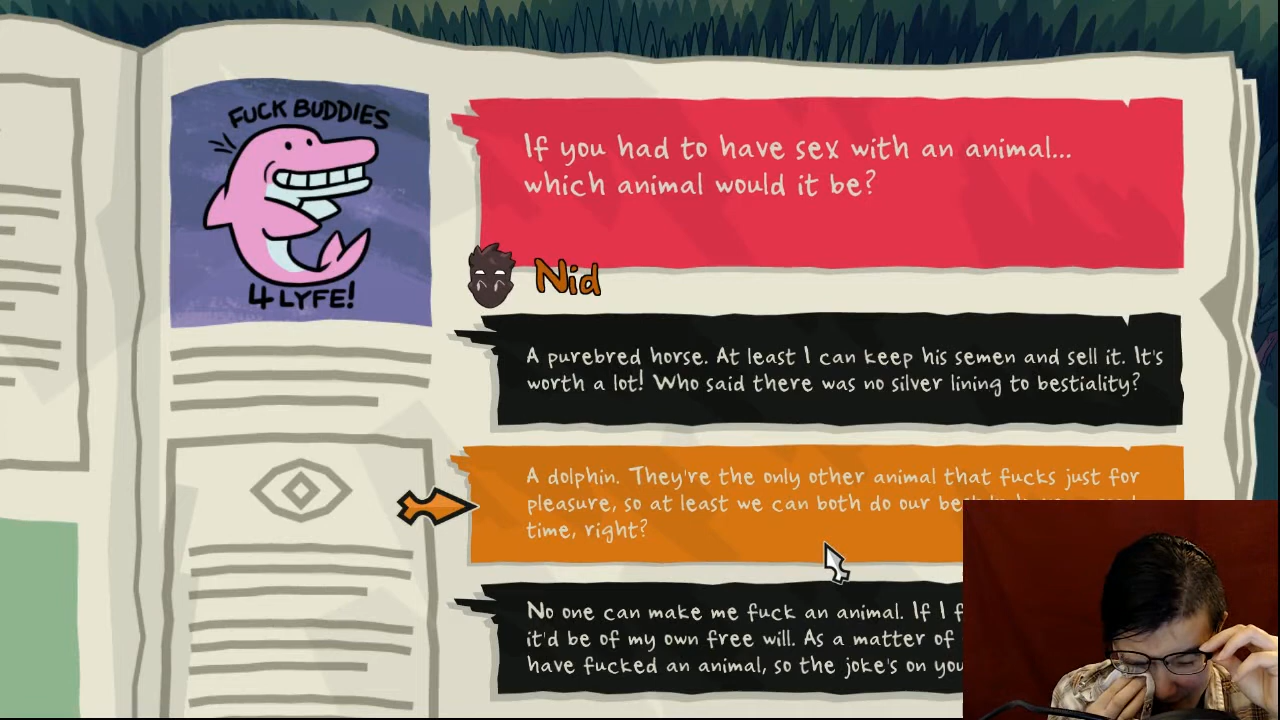 FUCK BUDDIES
4 LYFE!
If you had to have sex with an animal...
which animal would it be?
Nid
A purebred horse. At least I can keep his semen and sell it. It's
worth a lot! Who said there was no silver lining to bestiality?
A dolphin. They're the only other animal that fucks just for
pleasure, so at least we can both do our
time, right?
No one can make me fuck an animal. If I
it'd be of my own free will. As a matter of
have fucked an animal, so the joke's on you